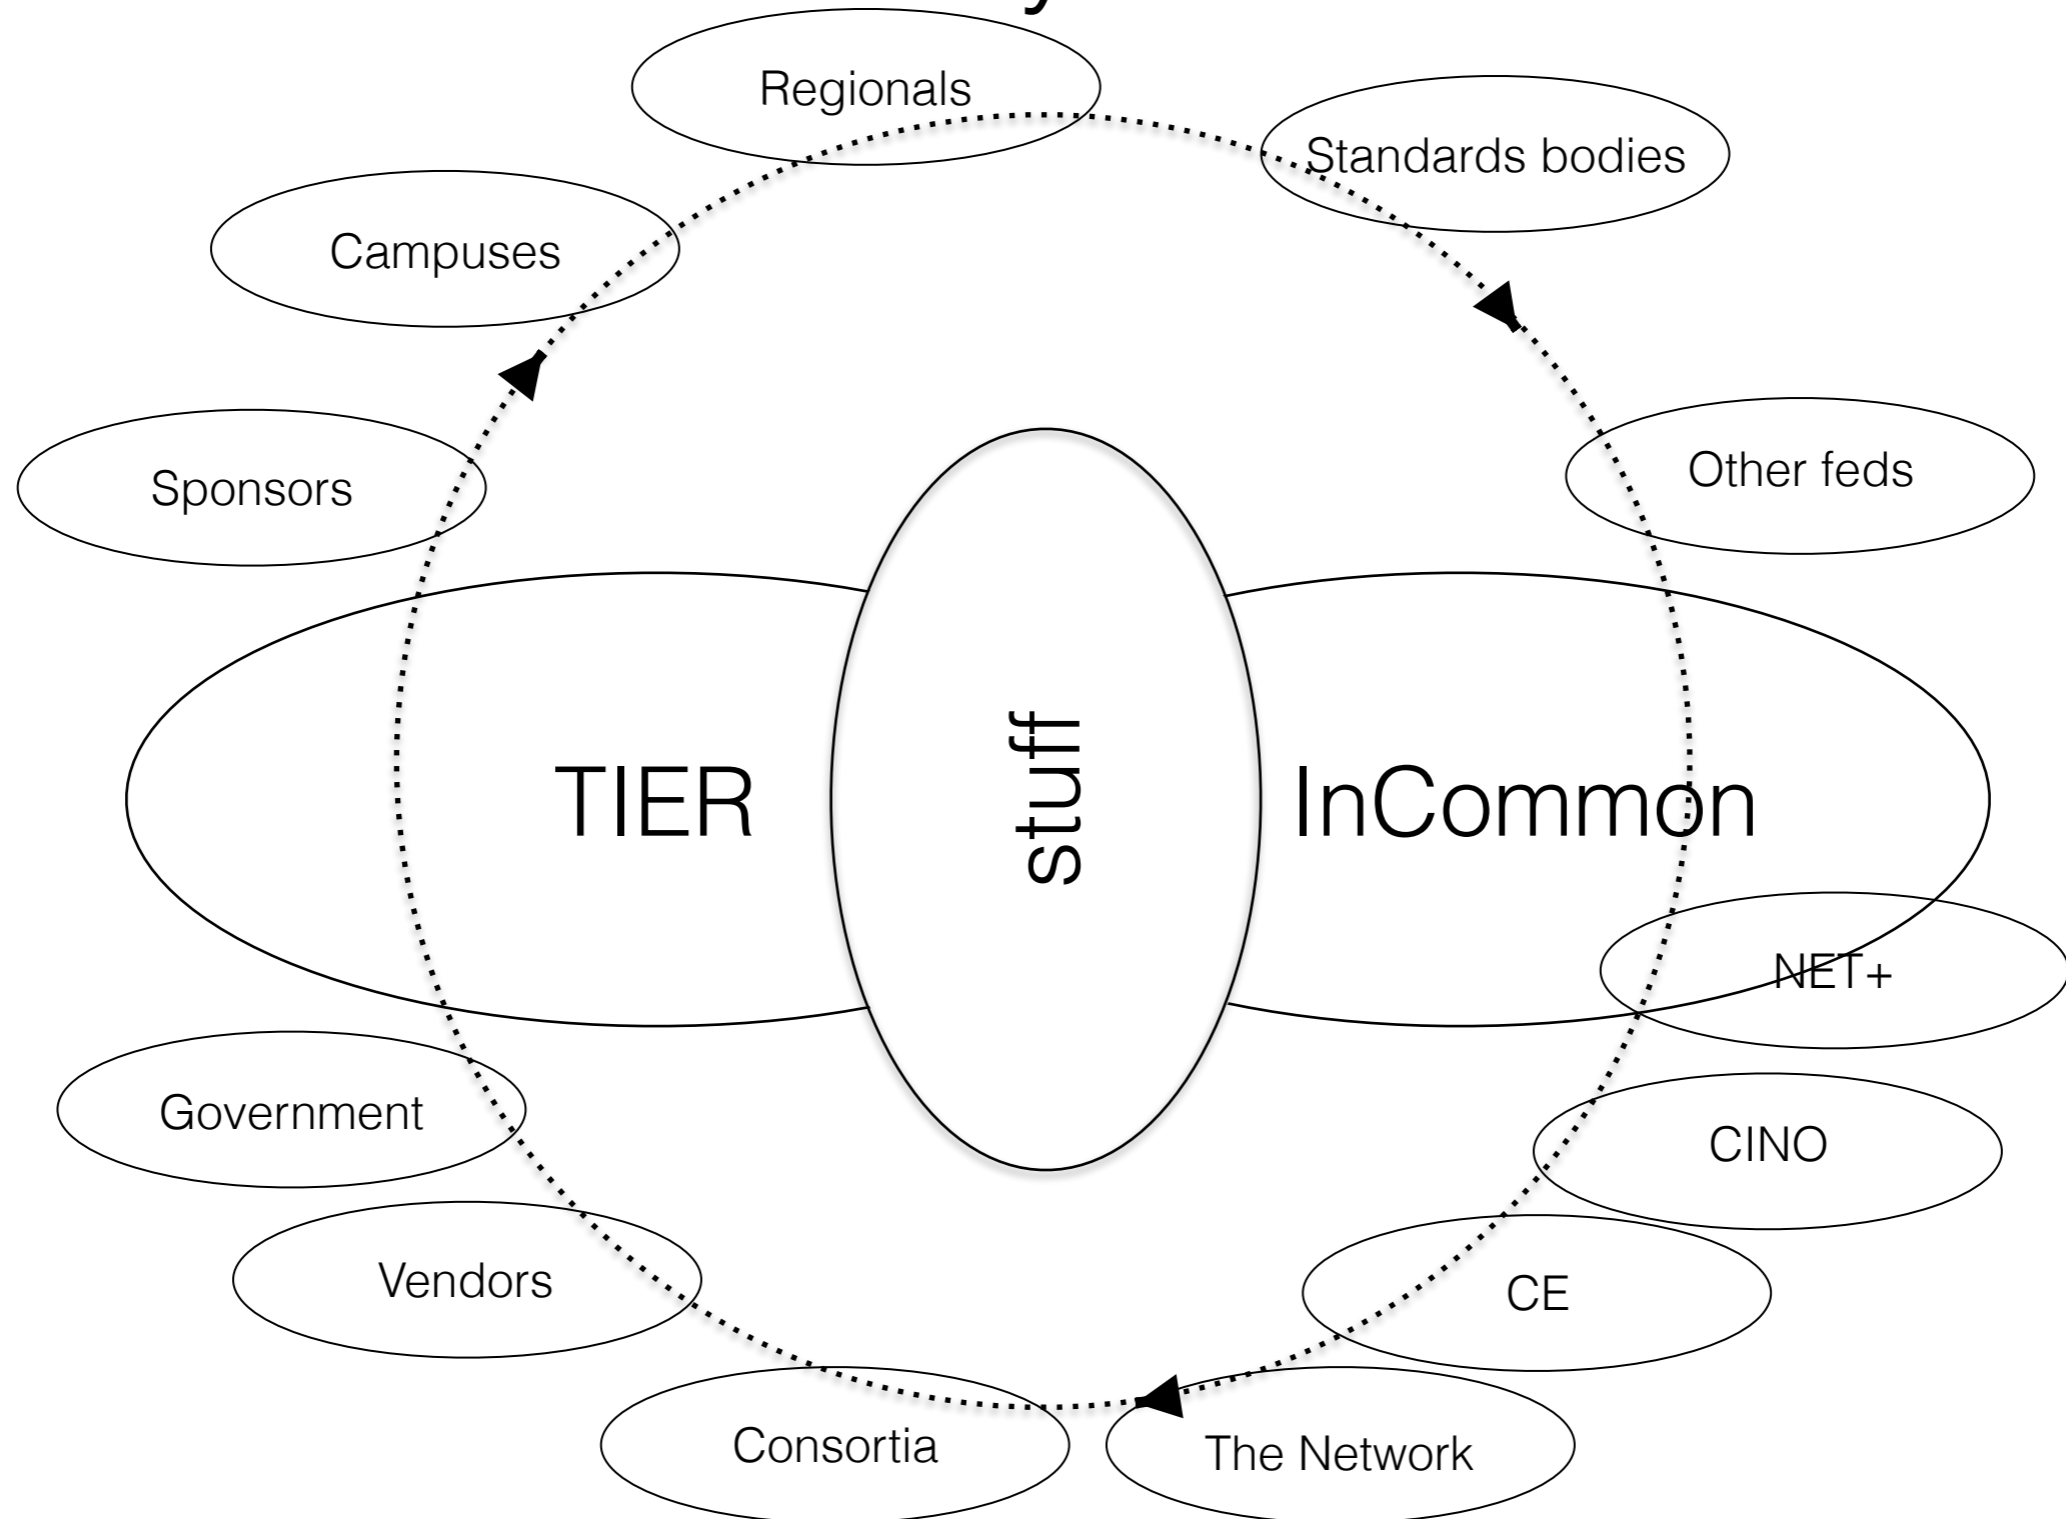 Regionals
Standards bodies
Campuses
Other feds
Sponsors
TIER
stuff
InCommon
NET+
Government
CINO
Vendors
CE
Consortia
The Network